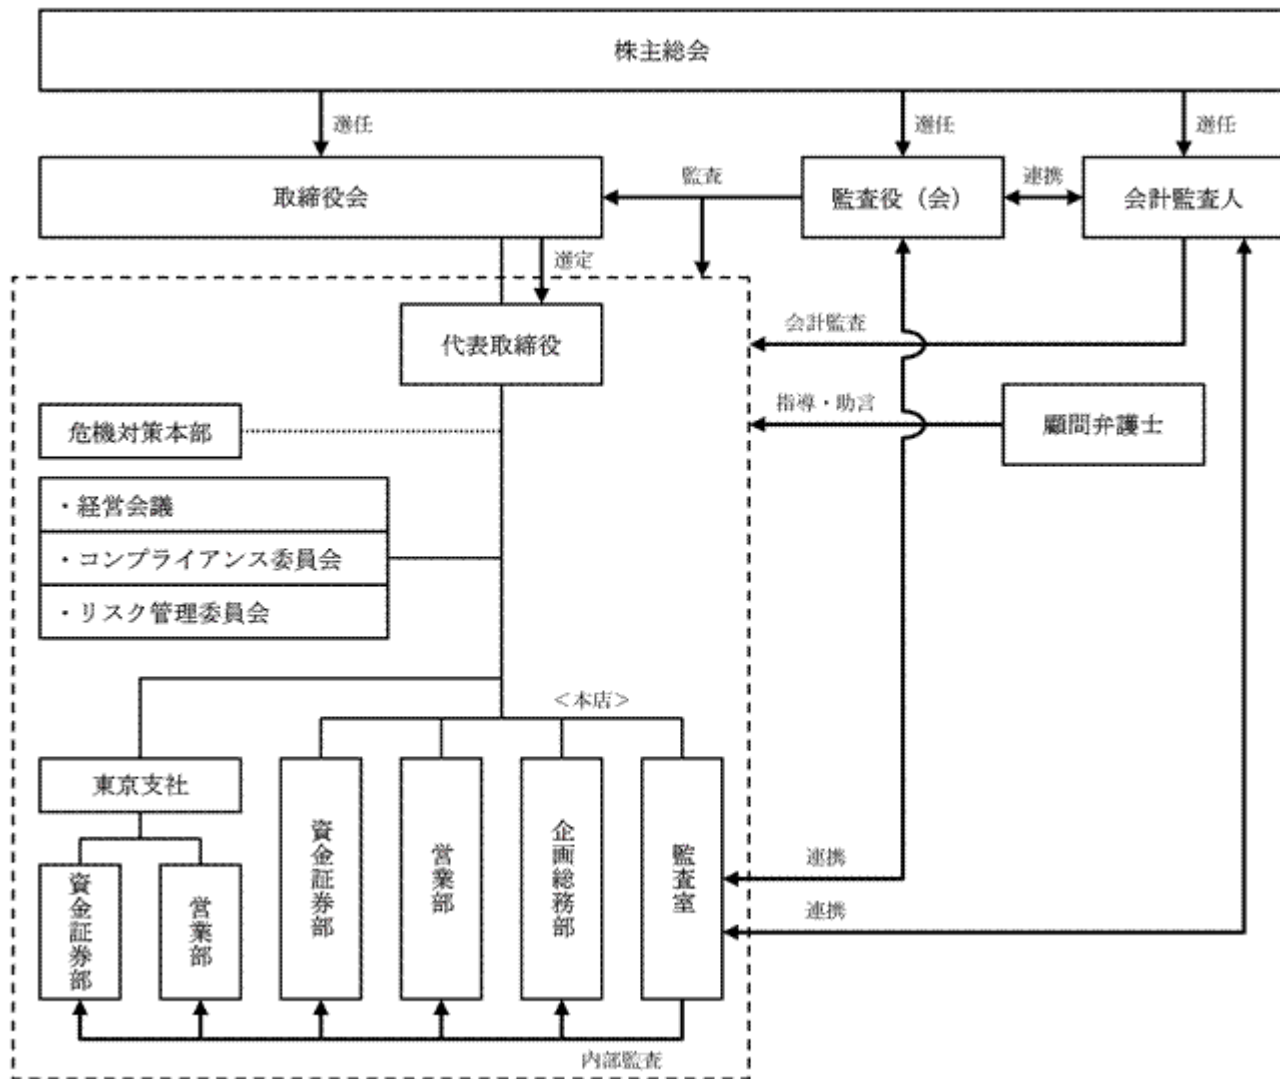 株主総会
選任
選任
選任
取締役会
監査
監査役（会）
連携
会計監査人
選定
代表取締役
会計監査
指導・助言
顧問弁護士
危機対策本部
・経営会議
・コンプライアンス委員会
・リスク管理委員会
＜本店＞
東京支社
資金証券部
営業部
資金証券部
営業部
企画総務部
監査室
連携
連携
内部監査